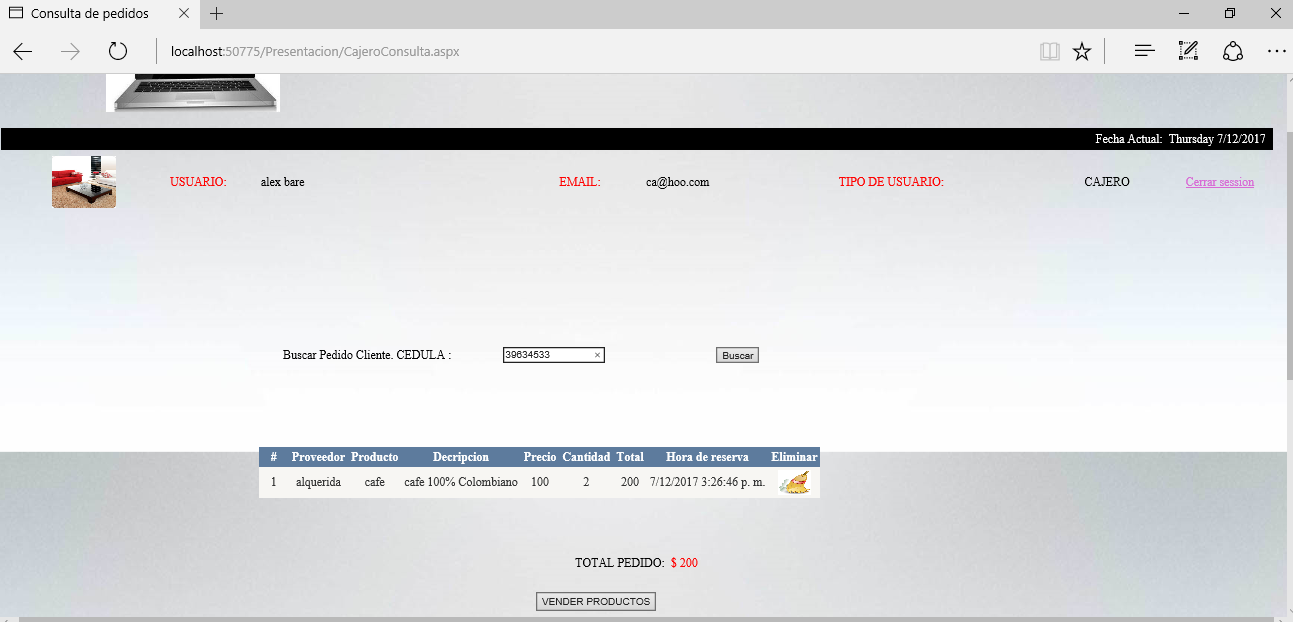 Consulta de pedidos
localhost:50775/Presentacion/CajeroConsulta.aspx
Fecha Actual: Thursday 7/12/2017
USUARIO: alex bare EMAIL: ca@hoo.com TIPO DE USUARIO: CAJERO Cerrar session
Buscar Pedido Cliente. CEDULA : 39634533 × Buscar
# Proveedor Producto Decripcion Precio Cantidad Total Hora de reserva Eliminar
1 alquerida cafe cafe 100% Colombiano 100 2 200 7/12/2017 3:26:46 p. m.
TOTAL PEDIDO: $ 200
VENDER PRODUCTOS